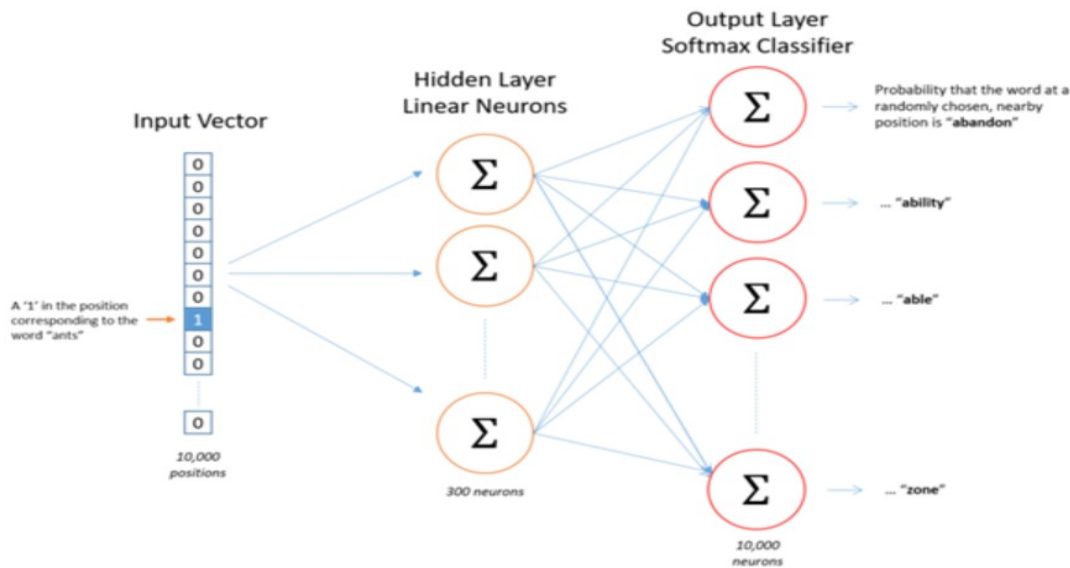 Output Layer
Softmax Classifier
Hidden Layer
Linear Neurons
Input Vector
0
0
0
0
0
0
0
1
0
0
0
A '1' in the position
corresponding to the
word "ants"
10,000
positions
Σ
Σ
Σ
300 neurons
Σ
Σ
Σ
Σ
10,000
neurons
Probability that the word at a
randomly chosen, nearby
position is "abandon"
... "ability"
... "able"
... "zone"